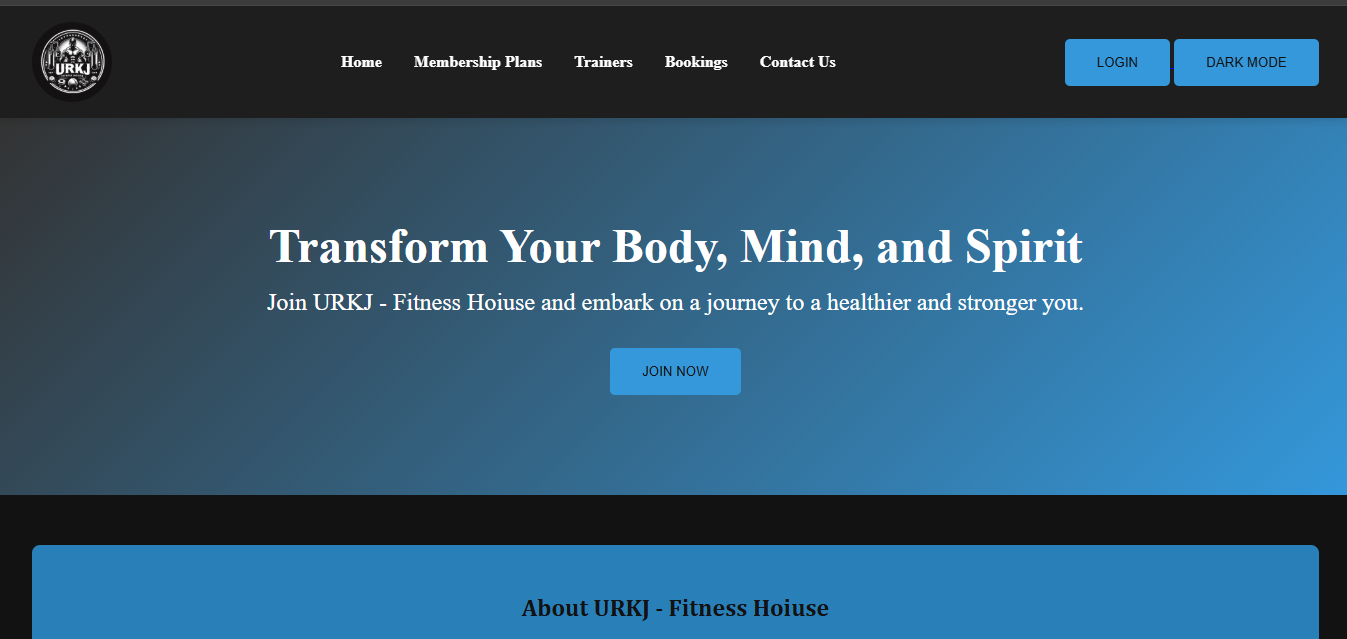 URKJ
Home Membership Plans Trainers Bookings Contact Us LOGIN DARK MODE
Transform Your Body, Mind, and Spirit
Join URKJ - Fitness Hoiuse and embark on a journey to a healthier and stronger you.
JOIN NOW
About URKJ - Fitness Hoiuse